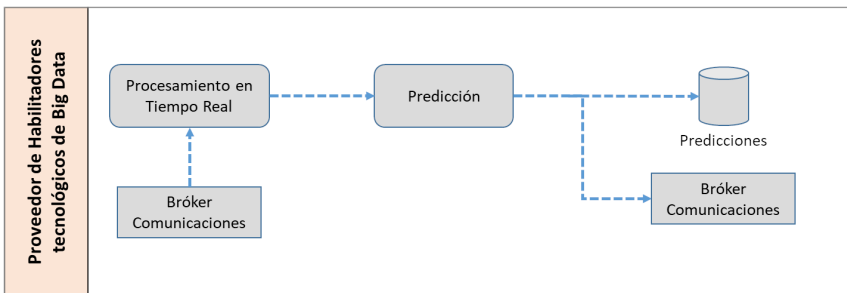 Proveedor de Habilitadores
tecnológicos de Big Data
Procesamiento en
Tiempo Real
Predicción
Predicciones
Bróker
Comunicaciones
Bróker
Comunicaciones